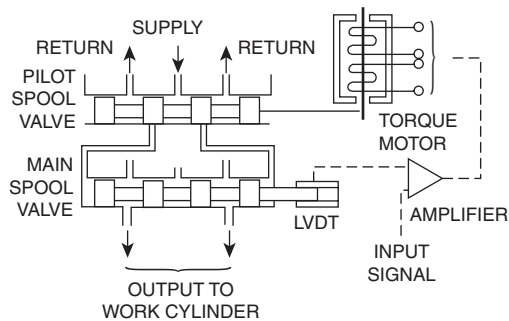 SUPPLY
RETURN
RETURN
PILOT
SPOOL
VALVE
TORQUE
MOTOR
MAIN
SPOOL
VALVE
LVDT
AMPLIFIER
INPUT
SIGNAL
OUTPUT TO
WORK CYLINDER